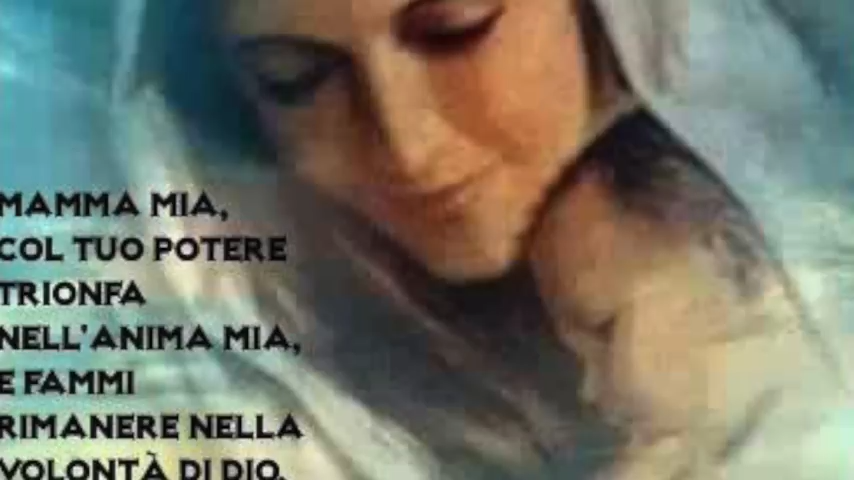 MAMMA MIA,
COL TUO POTERE
TRIONFA
NELL'ANIMA MIA,
E FAMMI
RIMANERE NELLA
VOLONTÀ DI DIO.